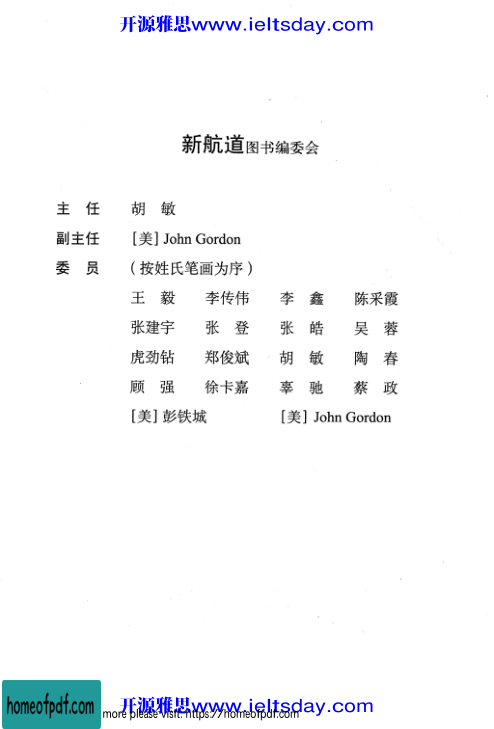 开源雅思www.ieltsday.com
新航道图书编委会
主 任 胡 敏
副主任 [美] John Gordon
委 员 (按姓氏笔画为序)
王 毅 李传伟 李 鑫 陈采霞
张建宇 张 登 张 皓 吴 蓉
虎劲钻 郑俊斌 胡 敏 陶 春
顾 强 徐卡嘉 辜 驰 蔡 政
[美] 彭铁城 [美] John Gordon
homeofpdf.com
开源雅思www.ieltsday.com
more please visit: https://homeofpdf.com